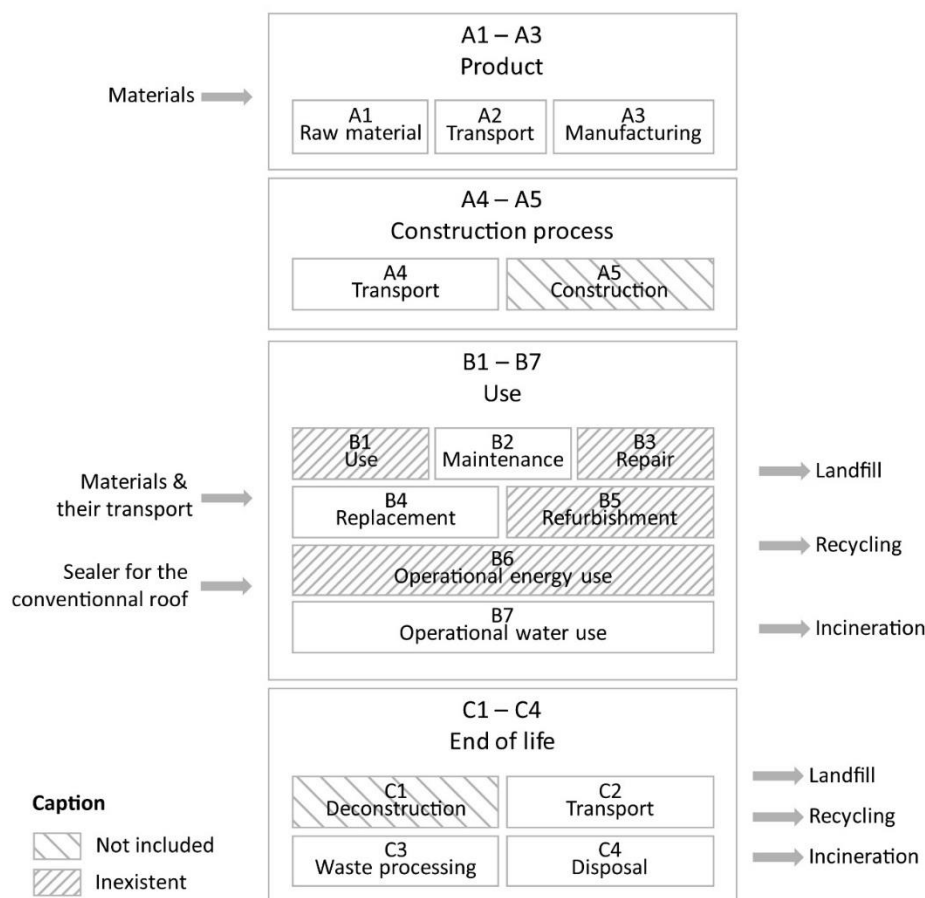 A1 – A3
Product
Materials
A1
Raw material
A2
Transport
A3
Manufacturing
A4 – A5
Construction process
A4
Transport
A5
Construction
B1 – B7
Use
B1
Use
B2
Maintenance
B3
Repair
Materials &
their transport
B4
Replacement
B5
Refurbishment
Sealer for the
conventionnal roof
B6
Operational energy use
B7
Operational water use
Landfill
Recycling
Incineration
C1 – C4
End of life
C1
Deconstruction
C2
Transport
C3
Waste processing
C4
Disposal
Landfill
Recycling
Incineration
Caption
Not included
Inexistent